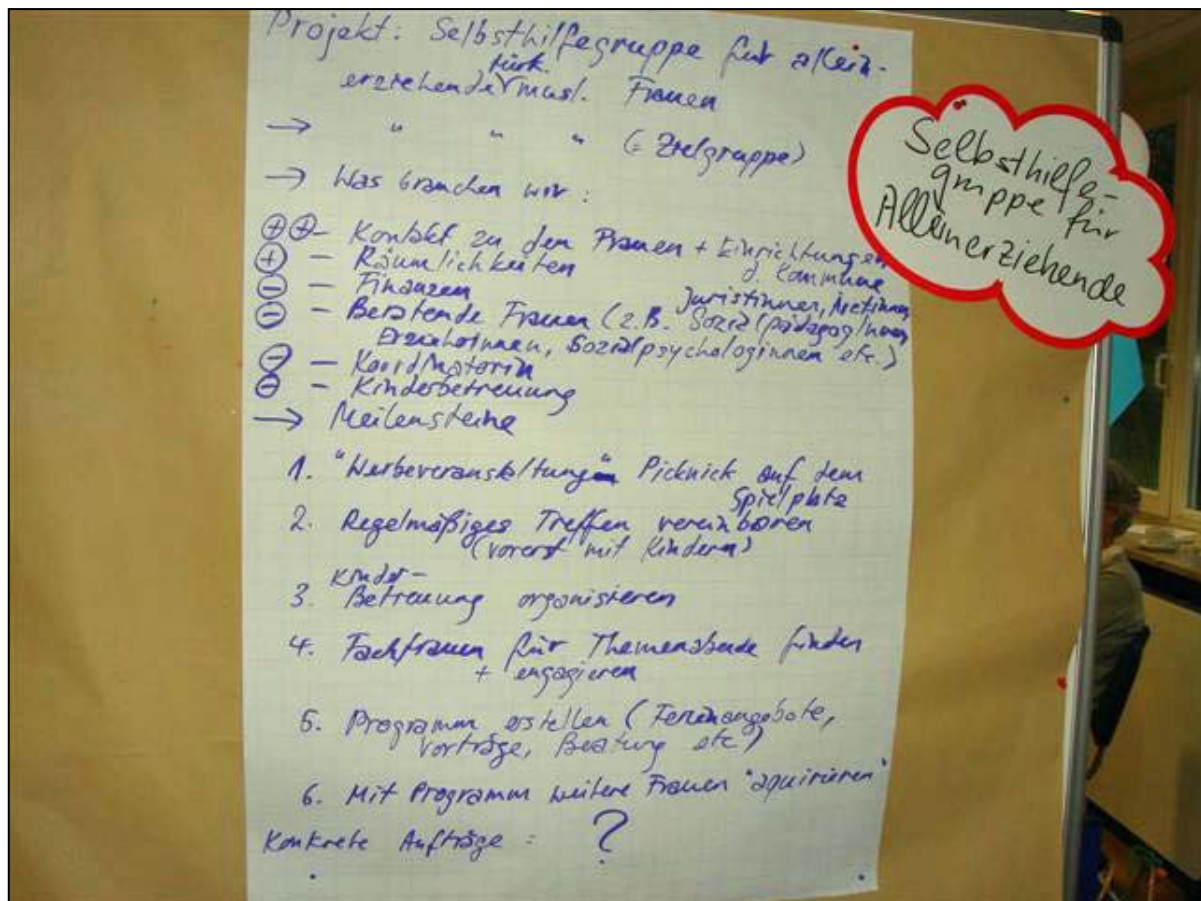 Projekt: Selbsthilfegruppe für allein-
türk.
erziehende musl. Frauen
→ " " " (= Zielgruppe)
→ Was brauchen wir:
⊕⊕ – Kontakt zu den Frauen + Einrichtungen
d. Kommune
⊕ – Räumlichkeiten
⊖ – Finanzen
Juristinnen, Ärztinnen
⊖ – Beratende Frauen (z.B. Sozialpädagoginnen
Erzieherinnen, Sozialpsychologinnen etc.)
⊖ – Koordinatorin
⊖ – Kinderbetreuung
→ Meilensteine
1. "Werbeveranstaltung" Picknick auf dem
Spielplatz
2. Regelmäßiges Treffen vereinbaren
(vorerst mit Kindern)
Kinder-
3. Betreuung organisieren
4. Fachfrauen für Themenabende finden
+ engagieren
5. Programm erstellen (Ferienangebote,
Vorträge, Beratung etc)
6. Mit Programm weitere Frauen "aquirieren"
Konkrete Aufträge: ?
Selbsthilfe-
gruppe für
Alleinerziehende